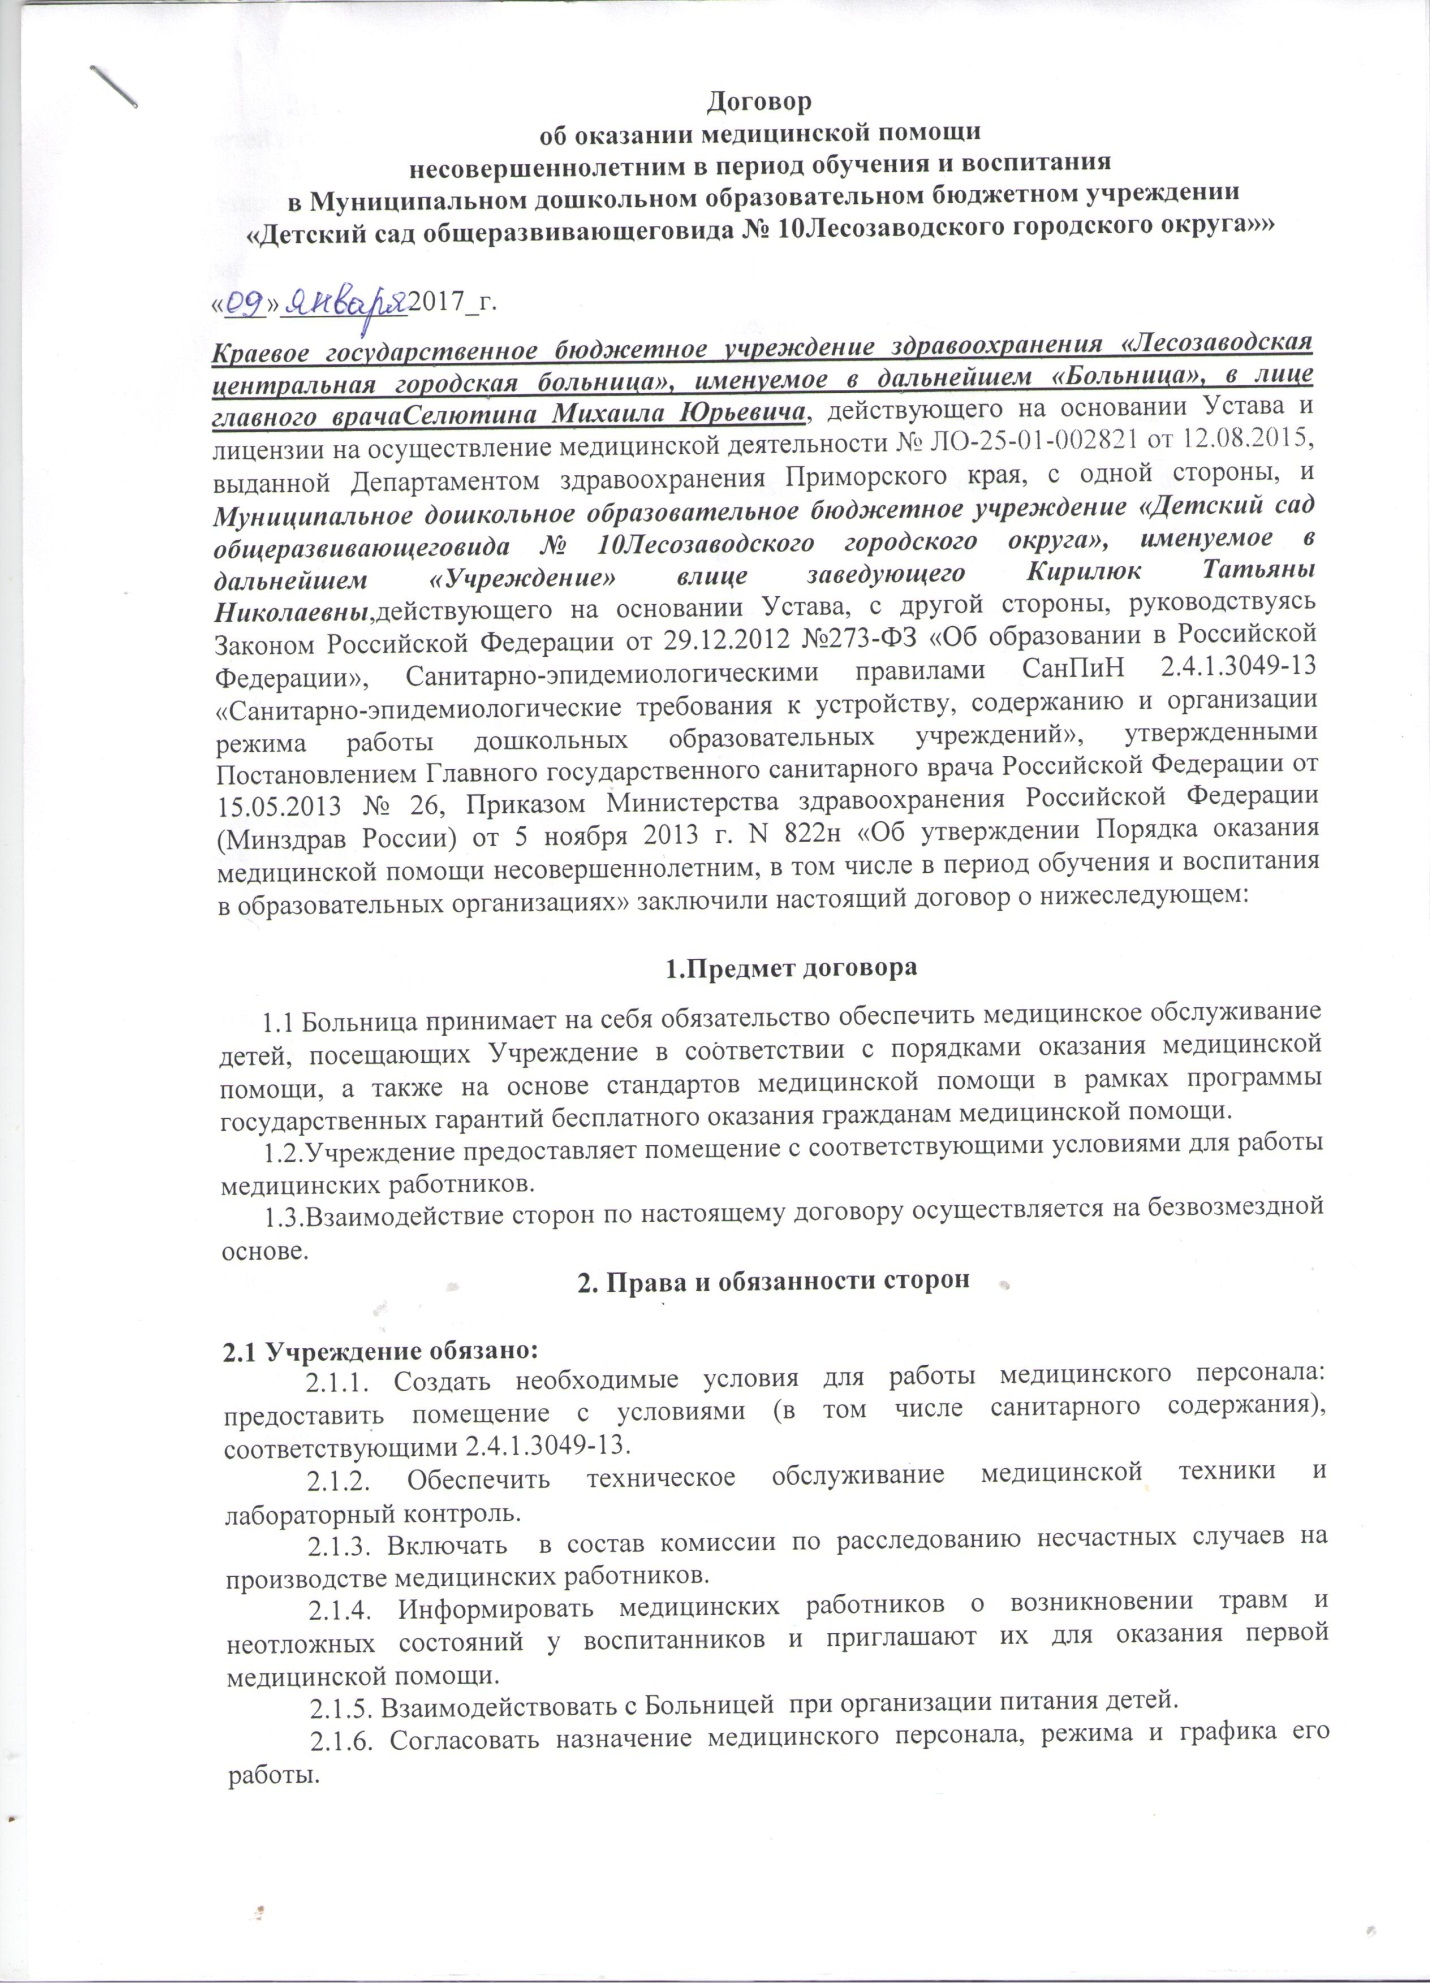 Договор
об оказании медицинской помощи
несовершеннолетним в период обучения и воспитания
в Муниципальном дошкольном образовательном бюджетном учреждении
«Детский сад общеразвивающеговида № 10Лесозаводского городского округа»»
«09» января 2017_г.
Краевое государственное бюджетное учреждение здравоохранения «Лесозаводская
центральная городская больница», именуемое в дальнейшем «Больница», в лице
главного врачаСелютина Михаила Юрьевича, действующего на основании Устава и
лицензии на осуществление медицинской деятельности № ЛО-25-01-002821 от 12.08.2015,
выданной Департаментом здравоохранения Приморского края, с одной стороны, и
Муниципальное дошкольное образовательное бюджетное учреждение «Детский сад
общеразвивающеговида № 10Лесозаводского городского округа», именуемое в
дальнейшем «Учреждение» влице заведующего Кирилюк Татьяны
Николаевны,действующего на основании Устава, с другой стороны, руководствуясь
Законом Российской Федерации от 29.12.2012 №273-ФЗ «Об образовании в Российской
Федерации», Санитарно-эпидемиологическими правилами СанПиН 2.4.1.3049-13
«Санитарно-эпидемиологические требования к устройству, содержанию и организации
режима работы дошкольных образовательных учреждений», утвержденными
Постановлением Главного государственного санитарного врача Российской Федерации от
15.05.2013 № 26, Приказом Министерства здравоохранения Российской Федерации
(Минздрав России) от 5 ноября 2013 г. N 822н «Об утверждении Порядка оказания
медицинской помощи несовершеннолетним, в том числе в период обучения и воспитания
в образовательных организациях» заключили настоящий договор о нижеследующем:
1.Предмет договора
1.1 Больница принимает на себя обязательство обеспечить медицинское обслуживание
детей, посещающих Учреждение в соответствии с порядками оказания медицинской
помощи, а также на основе стандартов медицинской помощи в рамках программы
государственных гарантий бесплатного оказания гражданам медицинской помощи.
1.2.Учреждение предоставляет помещение с соответствующими условиями для работы
медицинских работников.
1.3.Взаимодействие сторон по настоящему договору осуществляется на безвозмездной
основе.
2. Права и обязанности сторон
2.1 Учреждение обязано:
2.1.1. Создать необходимые условия для работы медицинского персонала:
предоставить помещение с условиями (в том числе санитарного содержания),
соответствующими 2.4.1.3049-13.
2.1.2. Обеспечить техническое обслуживание медицинской техники и
лабораторный контроль.
2.1.3. Включать в состав комиссии по расследованию несчастных случаев на
производстве медицинских работников.
2.1.4. Информировать медицинских работников о возникновении травм и
неотложных состояний у воспитанников и приглашают их для оказания первой
медицинской помощи.
2.1.5. Взаимодействовать с Больницей при организации питания детей.
2.1.6. Согласовать назначение медицинского персонала, режима и графика его
работы.